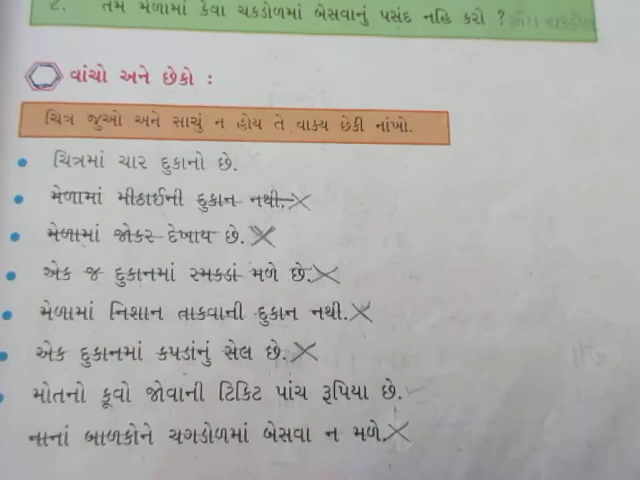 ૮. તમે મેળામાં કેવા ચકડોળમાં બેસવાનું પસંદ નહિ કરો ?
વાંચો અને છેકો :
ચિત્ર જુઓ અને સાચું ન હોય તે વાક્ય છેકી નાંખો.
• ચિત્રમાં ચાર દુકાનો છે.
• મેળામાં મીઠાઈની દુકાન નથી. ✗
• મેળામાં જોકર દેખાય છે. ✗
• એક જ દુકાનમાં રમકડાં મળે છે. ✗
• મેળામાં નિશાન તાકવાની દુકાન નથી. ✗
• એક દુકાનમાં કપડાંનું સેલ છે. ✗
• મોતનો કૂવો જોવાની ટિકિટ પાંચ રૂપિયા છે. ✓
નાનાં બાળકોને ચગડોળમાં બેસવા ન મળે. ✗